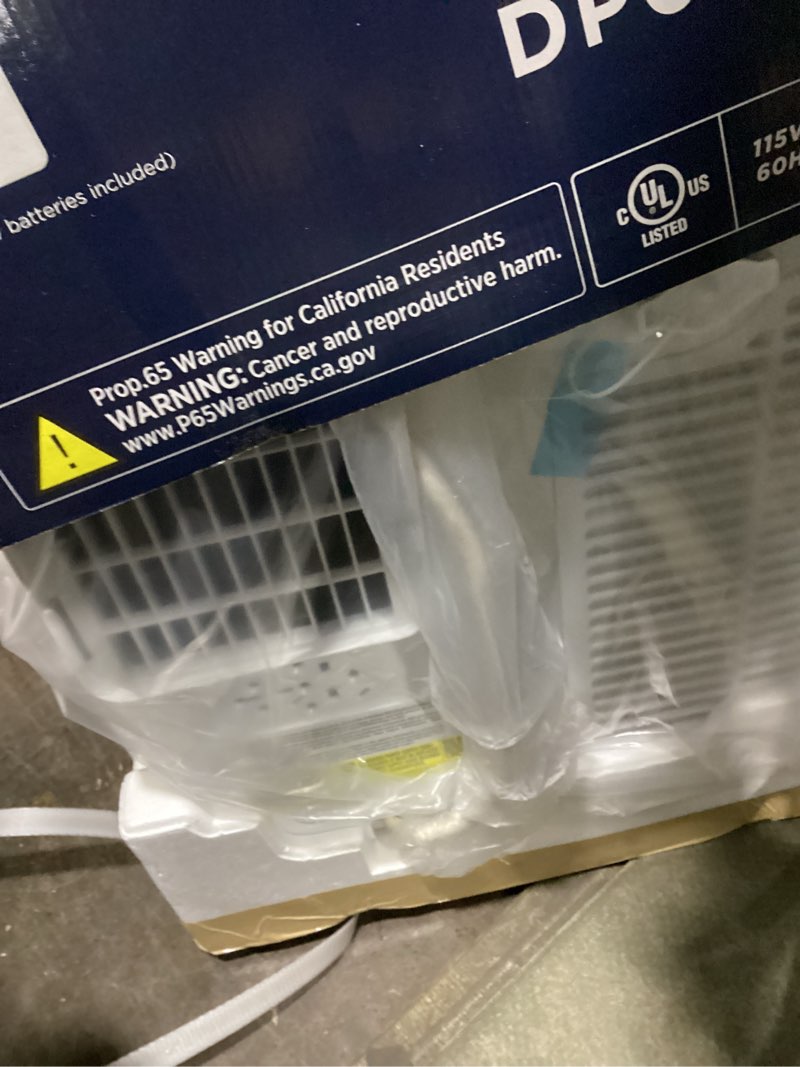 DP
batteries included)
115V
60H
C UL US
LISTED
Prop.65 Warning for California Residents
WARNING: Cancer and reproductive harm.
www.P65Warnings.ca.gov
!